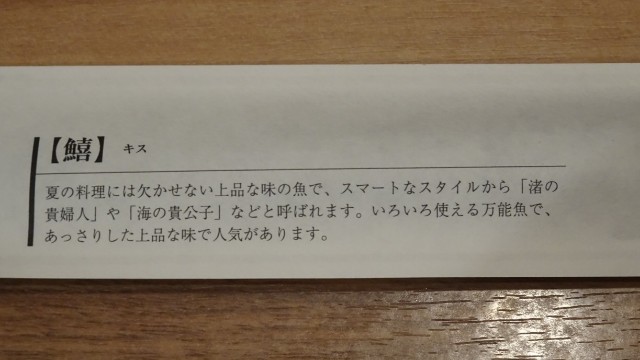 【鱚】 キス
夏の料理には欠かせない上品な味の魚で、スマートなスタイルから「渚の
貴婦人」や「海の貴公子」などと呼ばれます。いろいろ使える万能魚で、
あっさりした上品な味で人気があります。